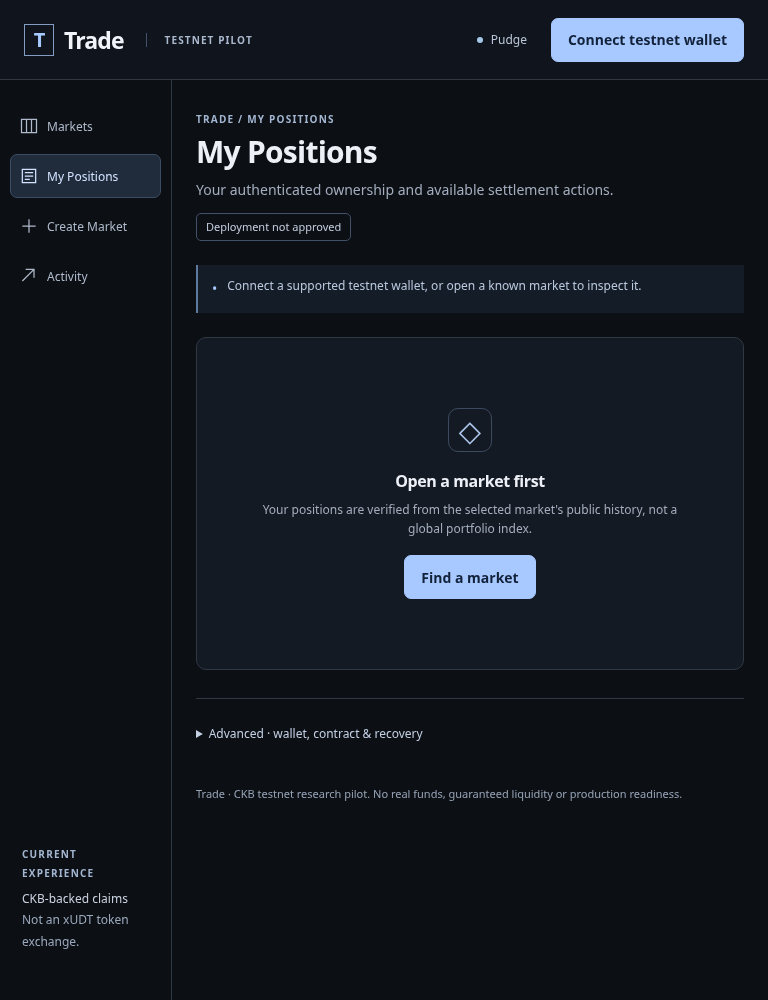 T Trade
TESTNET PILOT
Pudge
Connect testnet wallet
Markets
My Positions
Create Market
Activity
CURRENT
EXPERIENCE
CKB-backed claims
Not an xUDT token
exchange.
TRADE / MY POSITIONS
My Positions
Your authenticated ownership and available settlement actions.
Deployment not approved
• Connect a supported testnet wallet, or open a known market to inspect it.
Open a market first
Your positions are verified from the selected market's public history, not a
global portfolio index.
Find a market
Advanced · wallet, contract & recovery
Trade · CKB testnet research pilot. No real funds, guaranteed liquidity or production readiness.